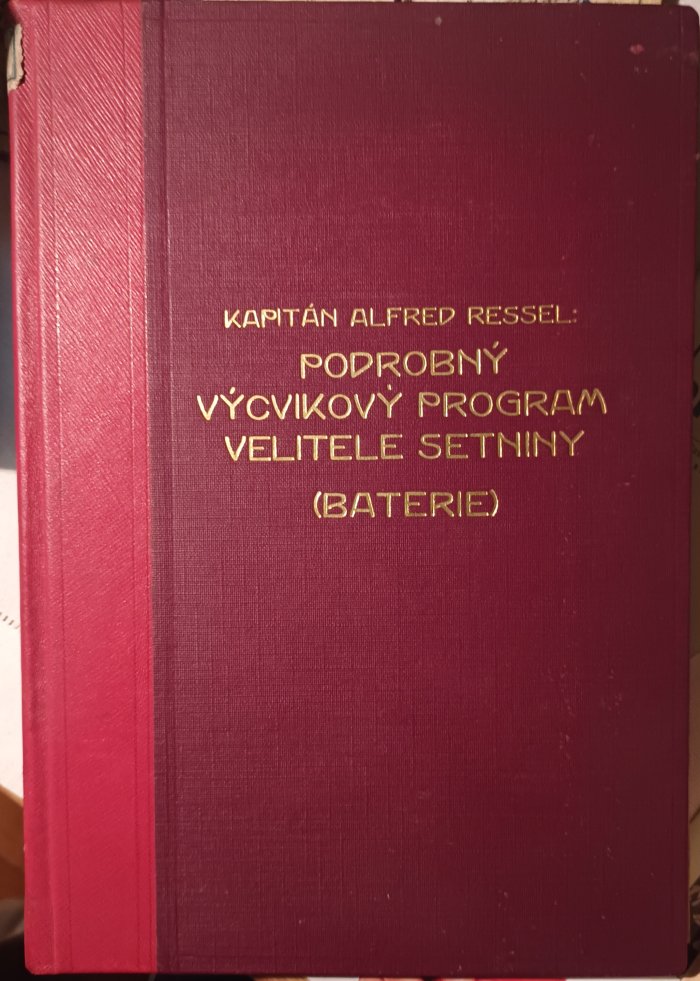 KAPITÁN ALFRED RESSEL:
PODROBNÝ
VÝCVIKOVÝ PROGRAM
VELITELE SETNINY
(BATERIE)